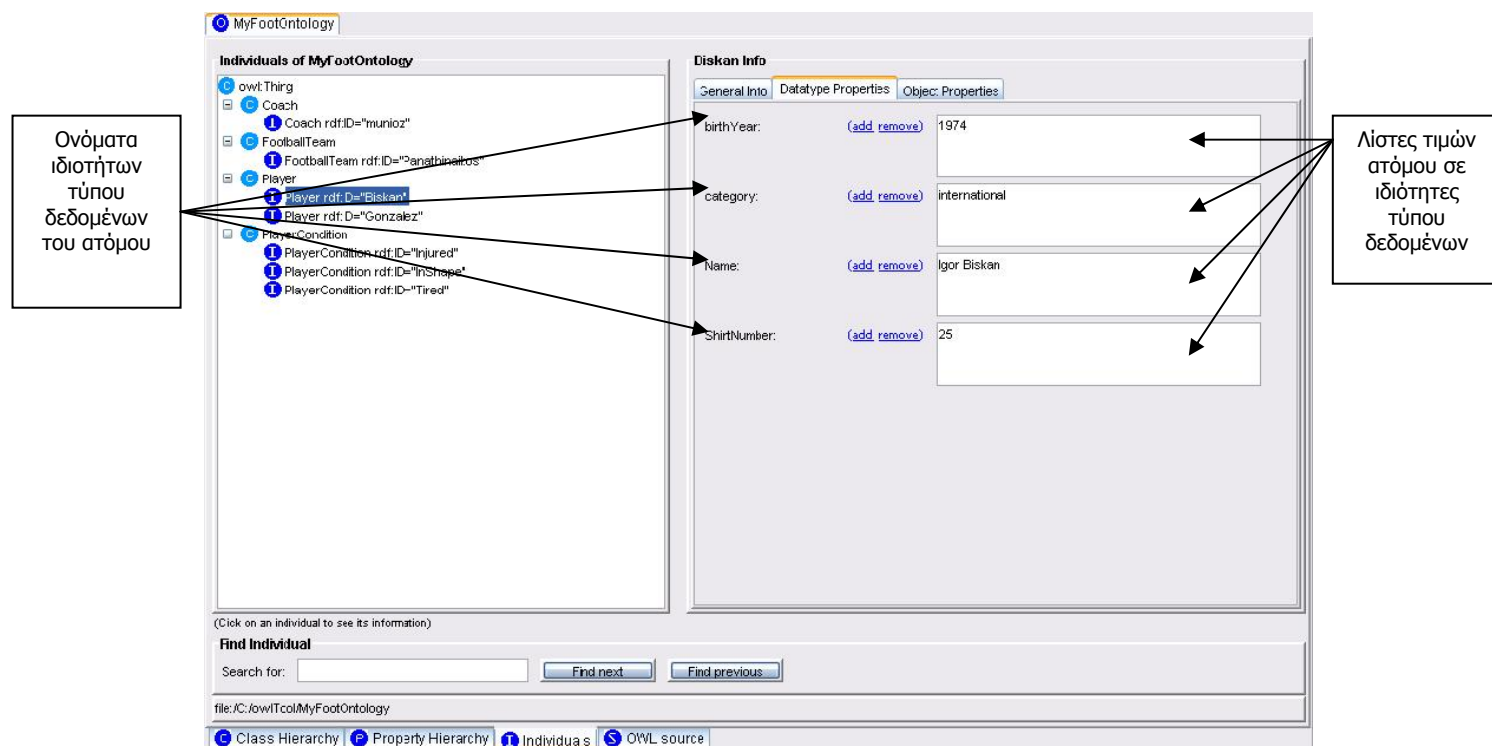 MyFootOntology
Individuals of MyFootOntology
owl:Thing
Coach
Coach rdf:ID="munioz"
FootballTeam
FootballTeam rdf:ID="Panathinaikos"
Player
Player rdf:ID="Biskan"
Player rdf:ID="Gonzalez"
PlayerCondition
PlayerCondition rdf:ID="Injured"
PlayerCondition rdf:ID="InShape"
PlayerCondition rdf:ID="Tired"
(Click on an individual to see its information)
Biskan Info
General Info Datatype Properties Object Properties
birthYear: (add remove) 1974
category: (add remove) international
Name: (add remove) Igor Biskan
ShirtNumber: (add remove) 25
Ονόματα
ιδιοτήτων
τύπου
δεδομένων
του ατόμου
Λίστες τιμών
ατόμου σε
ιδιότητες
τύπου
δεδομένων
Find Individual
Search for: Find next Find previous
file:/C:/owlTool/MyFootOntology
Class Hierarchy Property Hierarchy Individuals OWL source